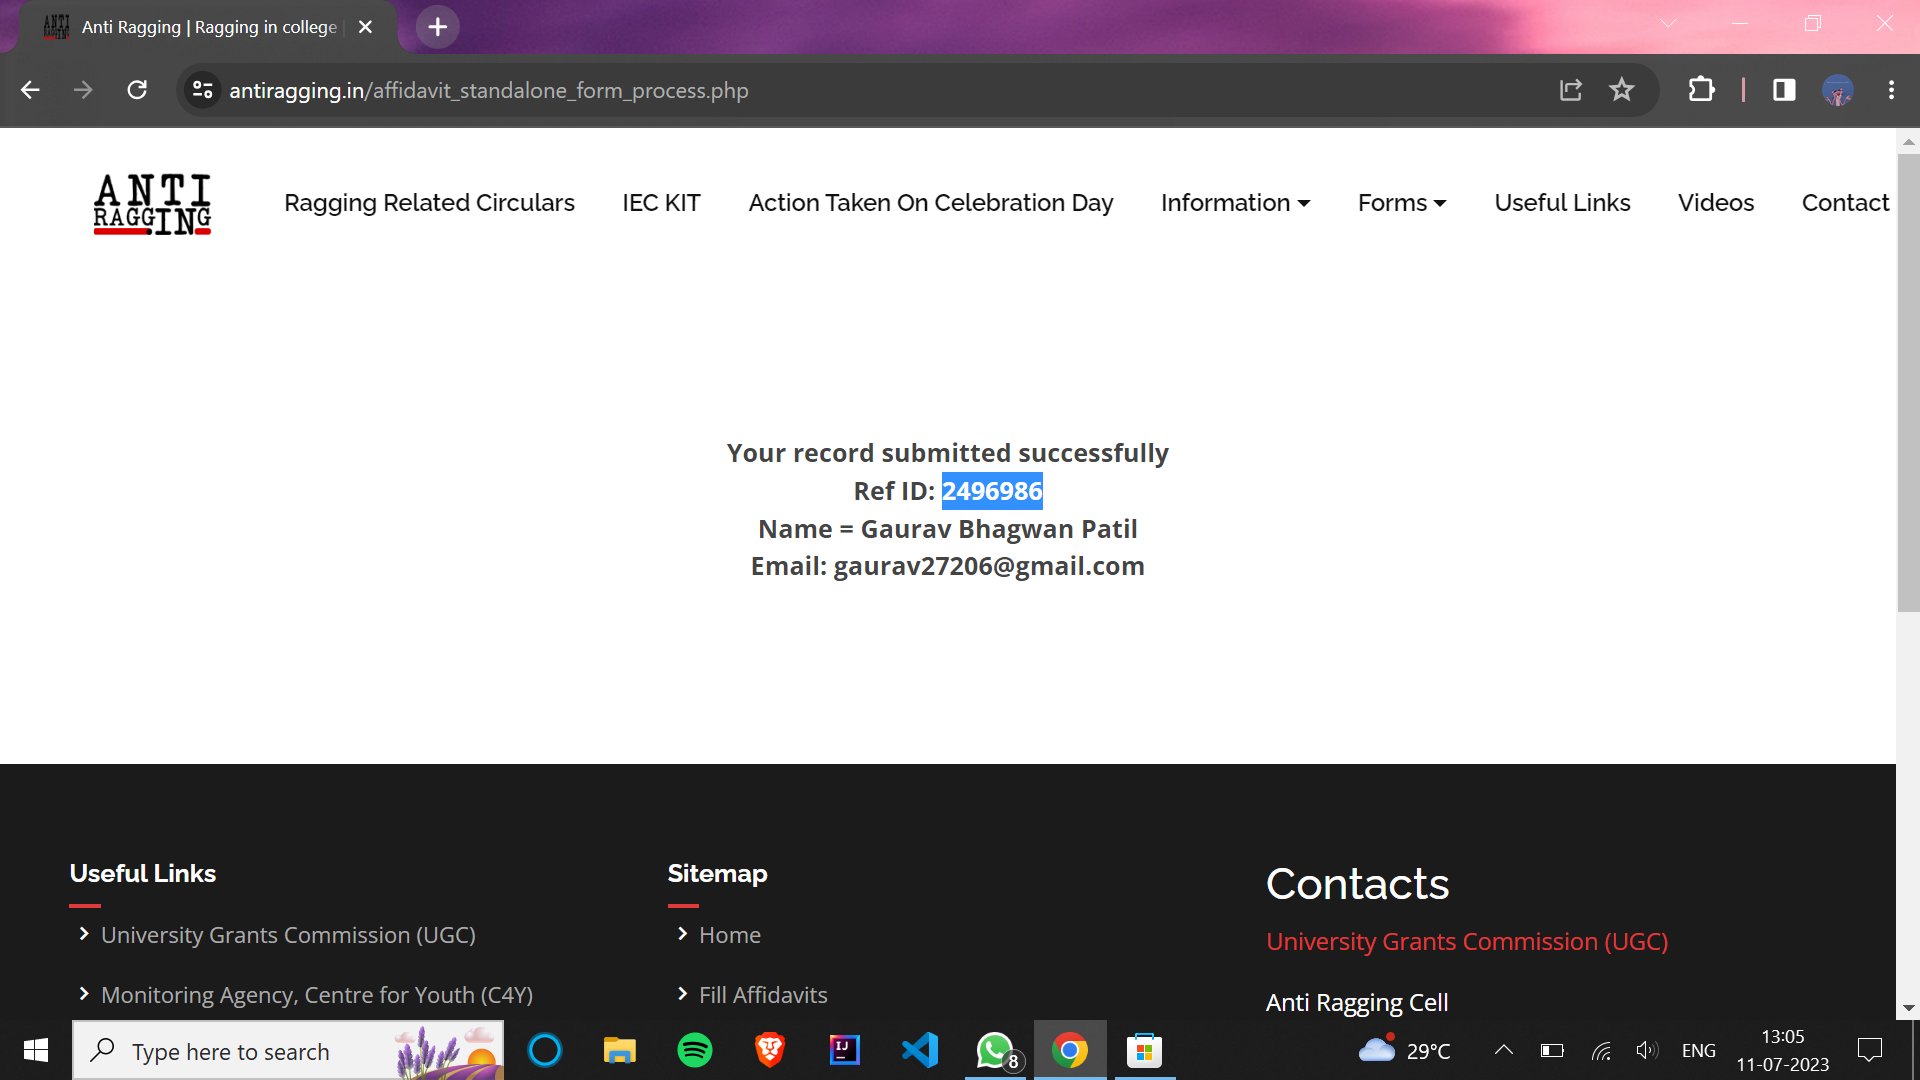 Anti Ragging | Ragging in college |
antiragging.in/affidavit_standalone_form_process.php
ANTI
RAGGING
Ragging Related Circulars
IEC KIT
Action Taken On Celebration Day
Information
Forms
Useful Links
Videos
Contact
Your record submitted successfully
Ref ID: 2496986
Name = Gaurav Bhagwan Patil
Email: gaurav27206@gmail.com
Useful Links
University Grants Commission (UGC)
Monitoring Agency, Centre for Youth (C4Y)
Sitemap
Home
Fill Affidavits
Contacts
University Grants Commission (UGC)
Anti Ragging Cell
Type here to search
IJ
8
29°C
ENG
13:05
11-07-2023